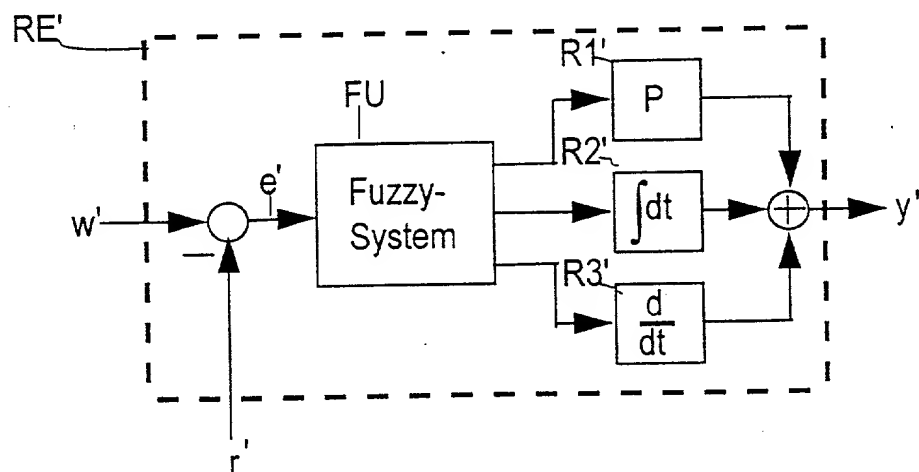 RE'
R1'
P
FU
R2'
e'
Fuzzy-
System
w'
∫dt
+
y'
−
R3'
d
dt
r'